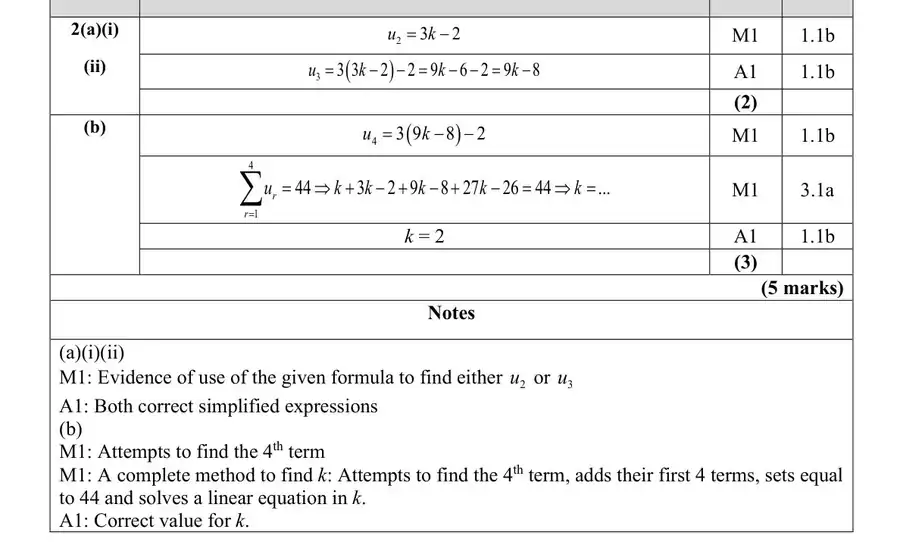 2(a)(i) u₂ = 3k − 2 M1 1.1b
(ii) u₃ = 3(3k − 2) − 2 = 9k − 6 − 2 = 9k − 8 A1 1.1b
(2)
(b) u₄ = 3(9k − 8) − 2 M1 1.1b
∑_{r=1}^{4} uᵣ = 44 ⇒ k + 3k − 2 + 9k − 8 + 27k − 26 = 44 ⇒ k = ... M1 3.1a
k = 2 A1 1.1b
(3)
(5 marks)
Notes
(a)(i)(ii)
M1: Evidence of use of the given formula to find either u₂ or u₃
A1: Both correct simplified expressions
(b)
M1: Attempts to find the 4th term
M1: A complete method to find k: Attempts to find the 4th term, adds their first 4 terms, sets equal
to 44 and solves a linear equation in k.
A1: Correct value for k.